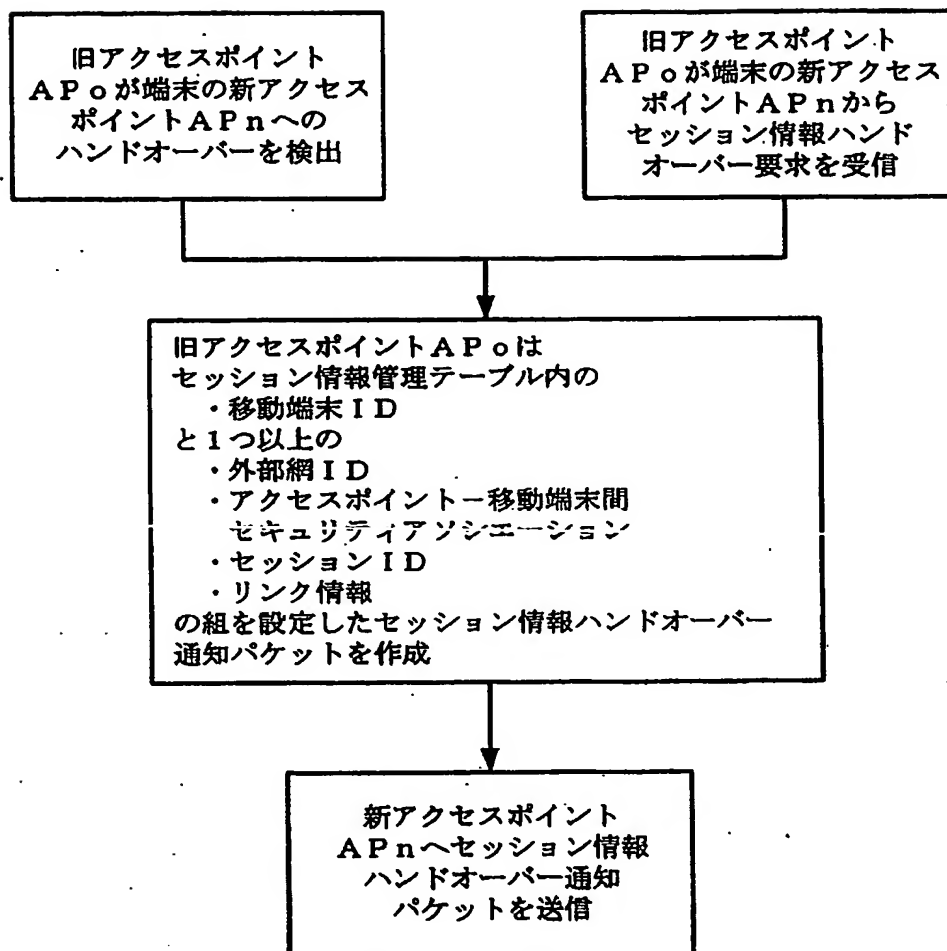 旧アクセスポイント
APoが端末の新アクセス
ポイントAPnへの
ハンドオーバーを検出
旧アクセスポイント
APoが端末の新アクセス
ポイントAPnから
セッション情報ハンド
オーバー要求を受信
旧アクセスポイントAPoは
セッション情報管理テーブル内の
・移動端末ID
と1つ以上の
・外部網ID
・アクセスポイント−移動端末間
セキュリティアソシエーション
・セッションID
・リンク情報
の組を設定したセッション情報ハンドオーバー
通知パケットを作成
新アクセスポイント
APnへセッション情報
ハンドオーバー通知
パケットを送信